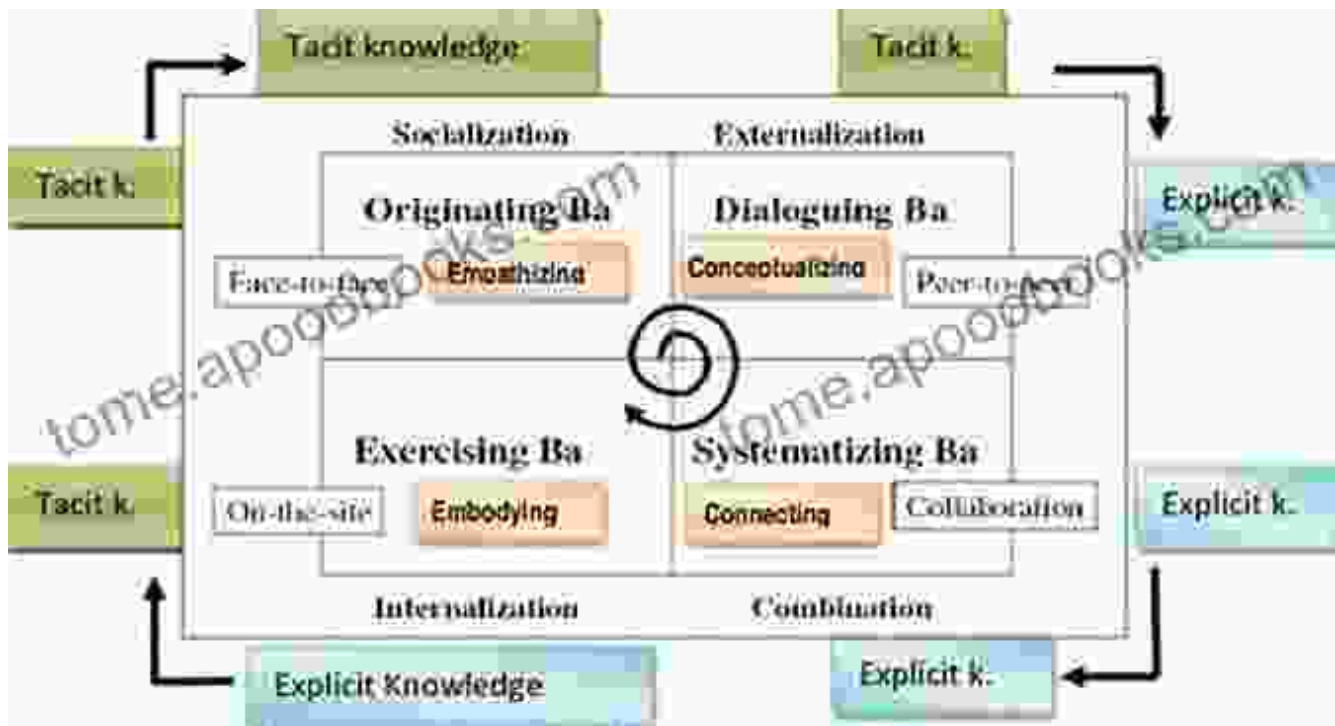 Tacit knowledge
Tacit k.
Socialization
Externalization
Tacit k.
Explicit k.
Originating Ba
Dialoguing Ba
Face-to-face
Empathizing
Conceptualizing
Peer-to-peer
tome.apooobooks.com
tome.apooobooks.com
Exercising Ba
Systematizing Ba
Tacit k.
Explicit k.
On-the-site
Embodying
Connecting
Collaboration
Internalization
Combination
Explicit Knowledge
Explicit k.